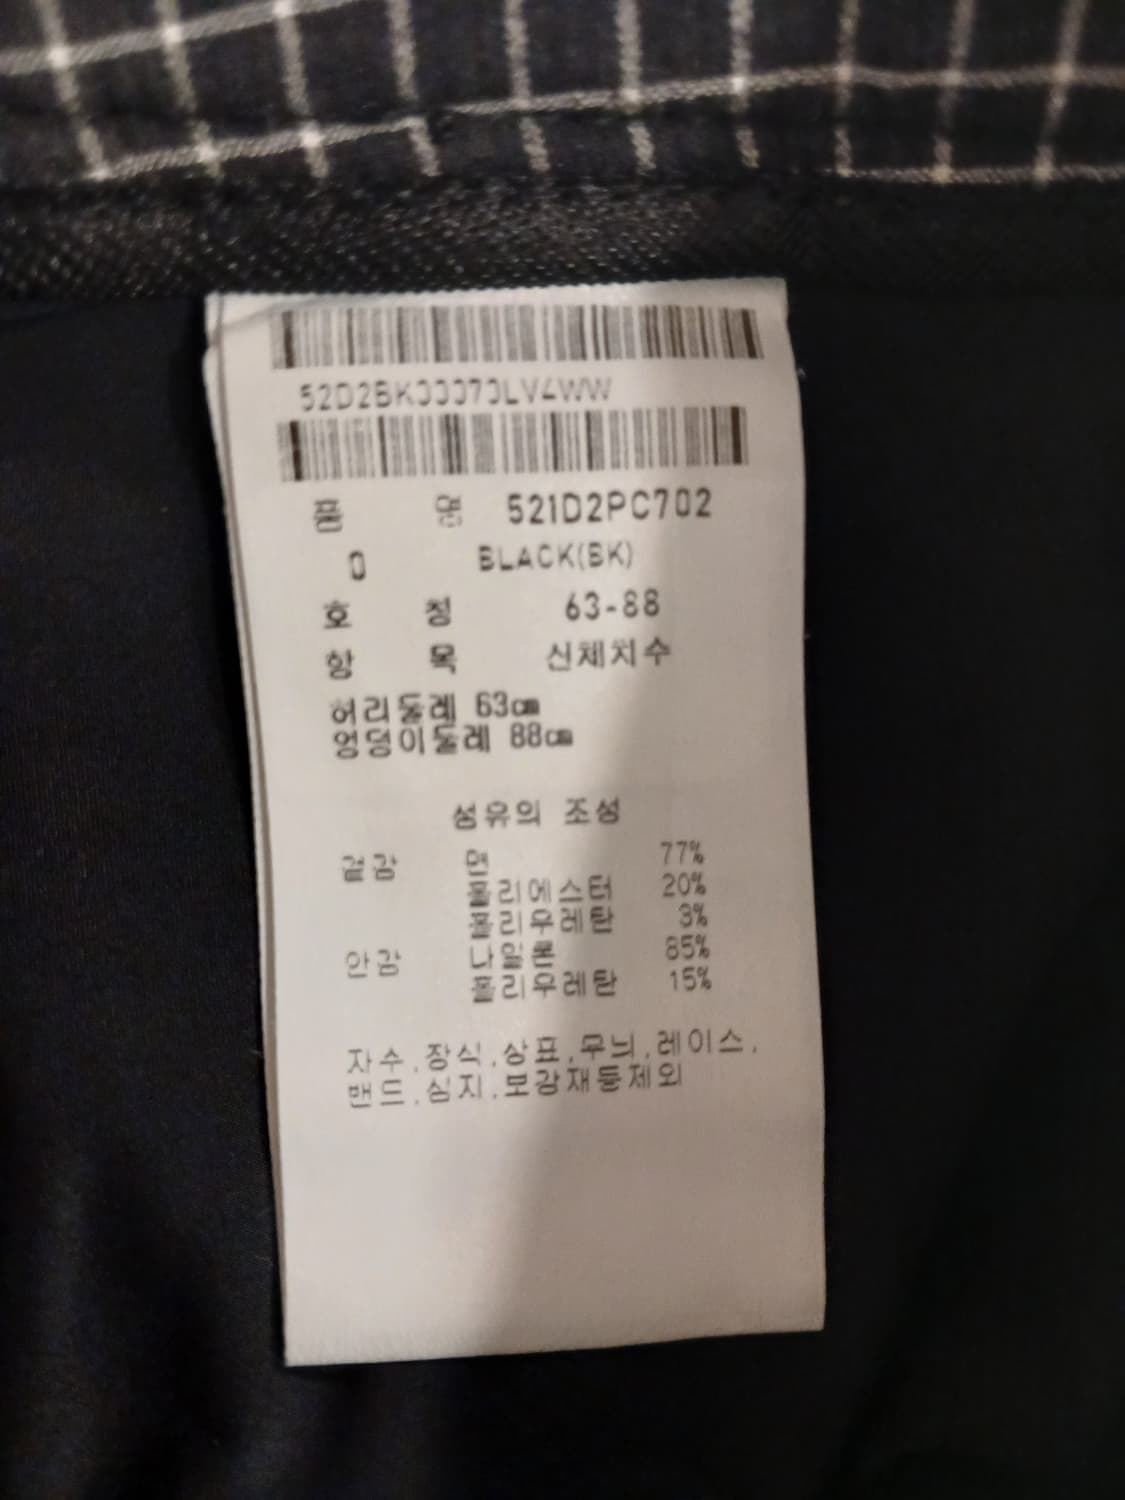 품 명 521D2PC702
BLACK(BK)
호 칭 63-88
항 목 신체치수
허리둘레 63㎝
엉덩이둘레 88㎝
섬유의 조성
겉감 면 77%
폴리에스터 20%
폴리우레탄 3%
안감 나일론 85%
폴리우레탄 15%
자수,장식,상표,무늬,레이스,
밴드,심지,보강재등제외